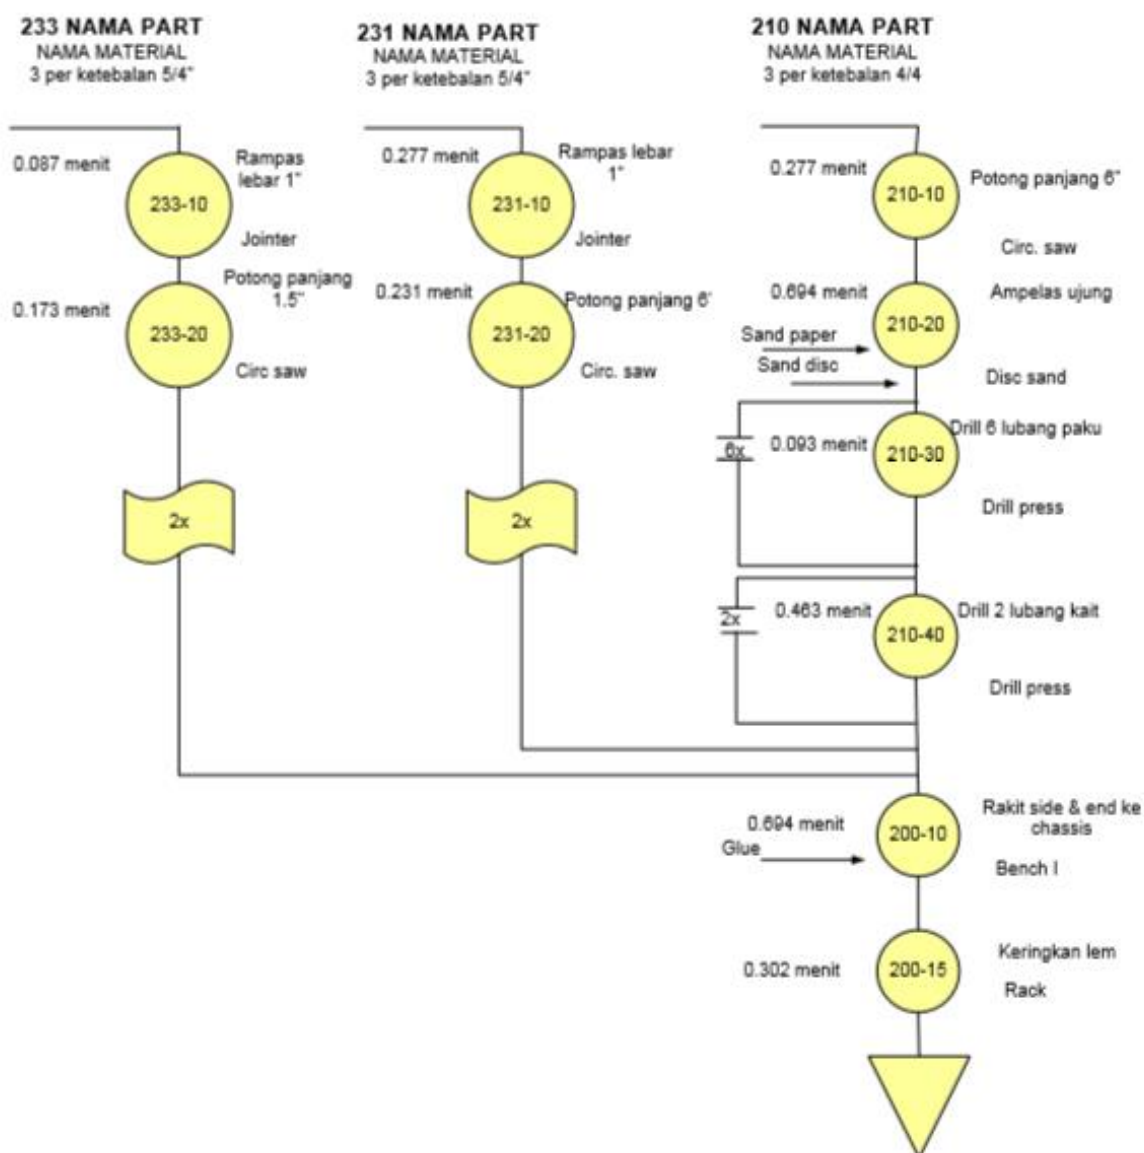 233 NAMA PART
NAMA MATERIAL
3 per ketebalan 5/4"
0.087 menit
233-10
Rampas
lebar 1"
Jointer
0.173 menit
233-20
Potong panjang
1.5"
Circ saw
2x
231 NAMA PART
NAMA MATERIAL
3 per ketebalan 5/4"
0.277 menit
231-10
Rampas lebar
1"
Jointer
0.231 menit
231-20
Potong panjang 6'
Circ. saw
2x
210 NAMA PART
NAMA MATERIAL
3 per ketebalan 4/4
0.277 menit
210-10
Potong panjang 6"
Circ. saw
0.694 menit
210-20
Ampelas ujung
Sand paper
Sand disc
Disc sand
6x
0.093 menit
210-30
Drill 6 lubang paku
Drill press
2x
0.463 menit
210-40
Drill 2 lubang kait
Drill press
0.694 menit
200-10
Rakit side & end ke
chassis
Glue
Bench I
0.302 menit
200-15
Keringkan lem
Rack